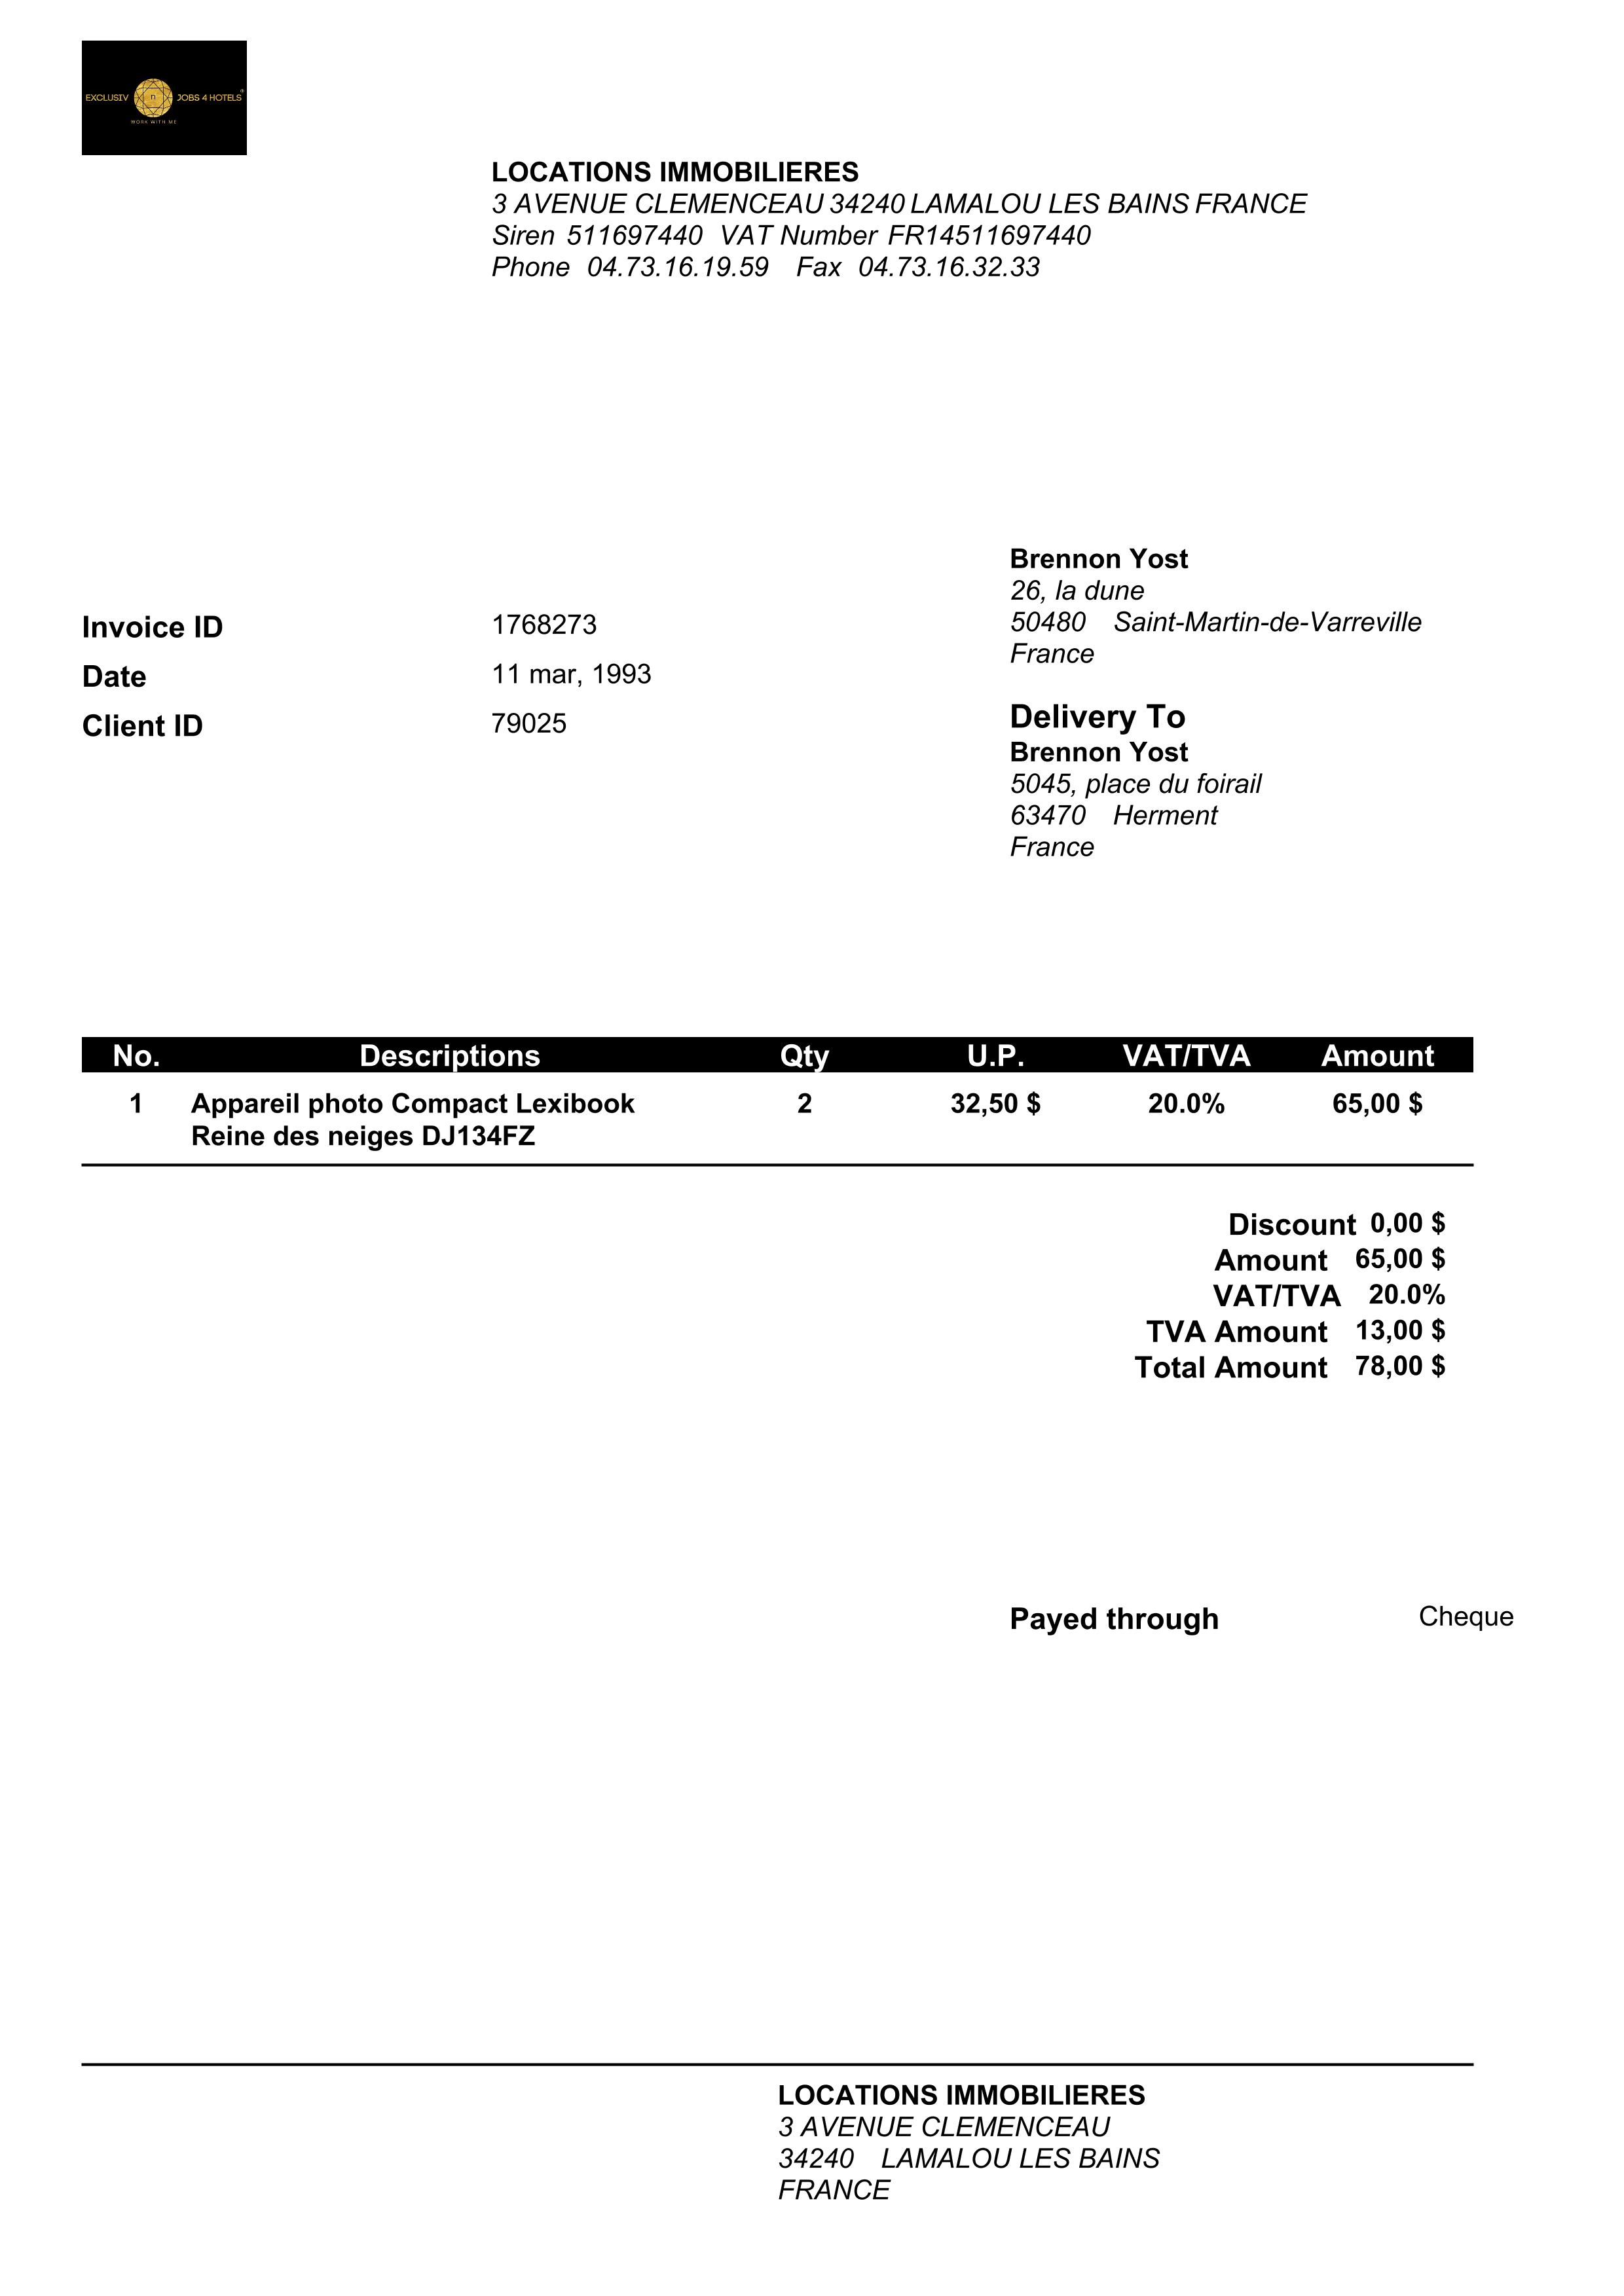 EXCLUSIV n JOBS 4 HOTELS®
WORK WITH ME
LOCATIONS IMMOBILIERES
3 AVENUE CLEMENCEAU 34240 LAMALOU LES BAINS FRANCE
Siren 511697440 VAT Number FR14511697440
Phone 04.73.16.19.59 Fax 04.73.16.32.33
Brennon Yost
26, la dune
50480 Saint-Martin-de-Varreville
France
Invoice ID 1768273
Date 11 mar, 1993
Client ID 79025
Delivery To
Brennon Yost
5045, place du foirail
63470 Herment
France
No. Descriptions Qty U.P. VAT/TVA Amount
1 Appareil photo Compact Lexibook 2 32,50 $ 20.0% 65,00 $
Reine des neiges DJ134FZ
Discount 0,00 $
Amount 65,00 $
VAT/TVA 20.0%
TVA Amount 13,00 $
Total Amount 78,00 $
Payed through Cheque
LOCATIONS IMMOBILIERES
3 AVENUE CLEMENCEAU
34240 LAMALOU LES BAINS
FRANCE